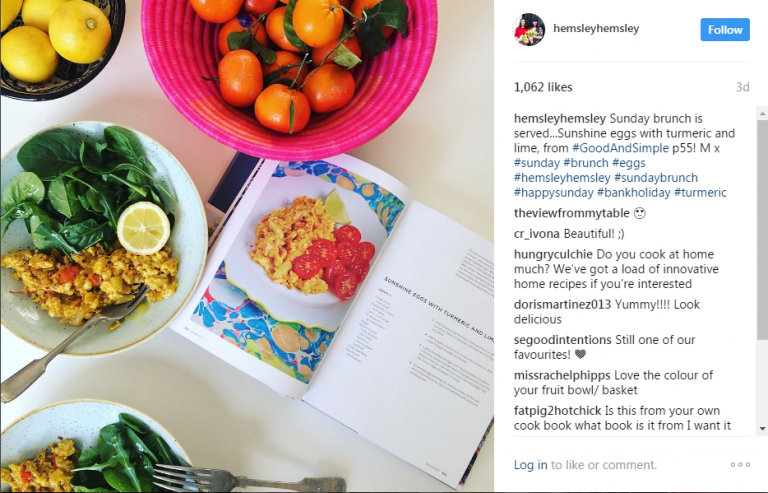 hemsleyhemsley
Follow
1,062 likes
3d
hemsleyhemsley Sunday brunch is
served...Sunshine eggs with turmeric and
lime, from #GoodAndSimple p55! M x
#sunday #brunch #eggs
#hemsleyhemsley #sundaybrunch
#happysunday #bankholiday #turmeric
theviewfrommytable 😍
cr_ivona Beautiful! ;)
hungryculchie Do you cook at home
much? We've got a load of innovative
home recipes if you're interested
dorismartinez013 Yummy!!!! Look
delicious
segoodintentions Still one of our
favourites! 🖤
missrachelphipps Love the colour of
your fruit bowl/ basket
fatpig2hotchick Is this from your own
cook book what book is it from I want it
Log in to like or comment.
SUNSHINE EGGS WITH TURMERIC AND LIME